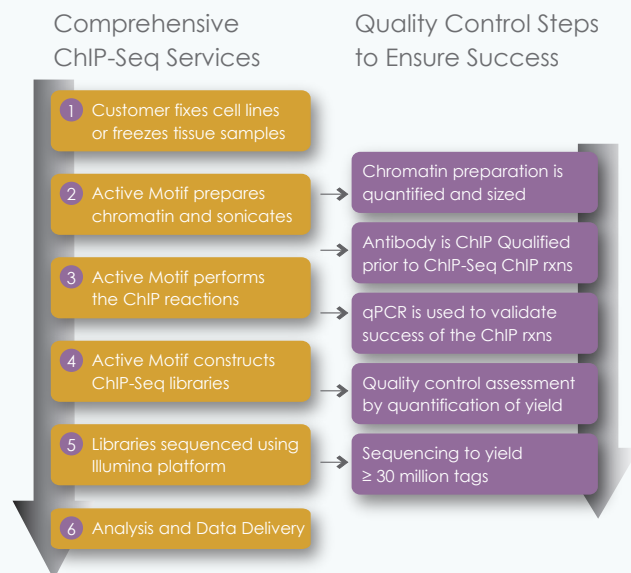 Comprehensive
ChIP-Seq Services
1 Customer fixes cell lines
or freezes tissue samples
2 Active Motif prepares
chromatin and sonicates
3 Active Motif performs
the ChIP reactions
4 Active Motif constructs
ChIP-Seq libraries
5 Libraries sequenced using
Illumina platform
6 Analysis and Data Delivery
Quality Control Steps
to Ensure Success
Chromatin preparation is
quantified and sized
Antibody is ChIP Qualified
prior to ChIP-Seq ChIP rxns
qPCR is used to validate
success of the ChIP rxns
Quality control assessment
by quantification of yield
Sequencing to yield
≥ 30 million tags